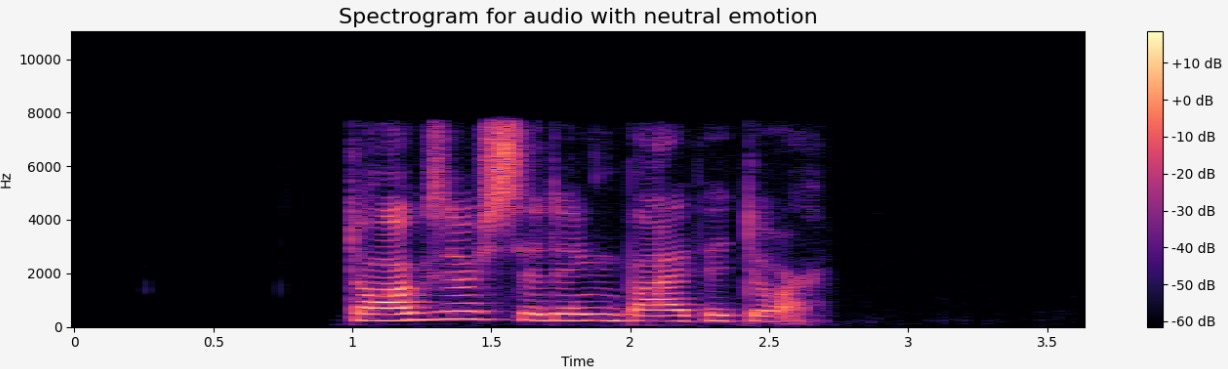 Spectrogram for audio with neutral emotion
10000
8000
6000
4000
2000
0
Hz
0 0.5 1 1.5 2 2.5 3 3.5
Time
+10 dB
+0 dB
-10 dB
-20 dB
-30 dB
-40 dB
-50 dB
-60 dB